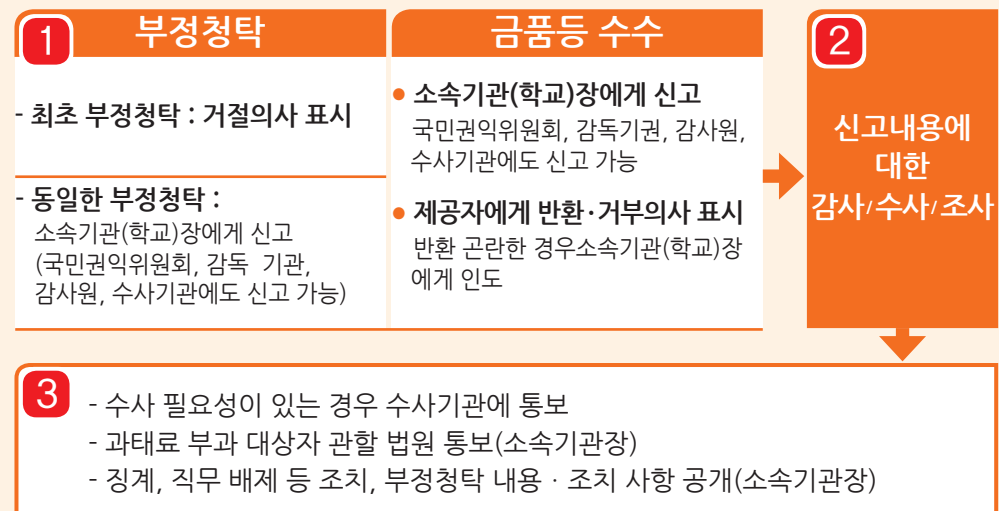 1
부정청탁
- 최초 부정청탁 : 거절의사 표시
- 동일한 부정청탁 :
소속기관(학교)장에게 신고
(국민권익위원회, 감독 기관,
감사원, 수사기관에도 신고 가능)
금품등 수수
● 소속기관(학교)장에게 신고
국민권익위원회, 감독기권, 감사원,
수사기관에도 신고 가능
● 제공자에게 반환·거부의사 표시
반환 곤란한 경우소속기관(학교)장
에게 인도
2
신고내용에
대한
감사/수사/조사
3
- 수사 필요성이 있는 경우 수사기관에 통보
- 과태료 부과 대상자 관할 법원 통보(소속기관장)
- 징계, 직무 배제 등 조치, 부정청탁 내용 · 조치 사항 공개(소속기관장)